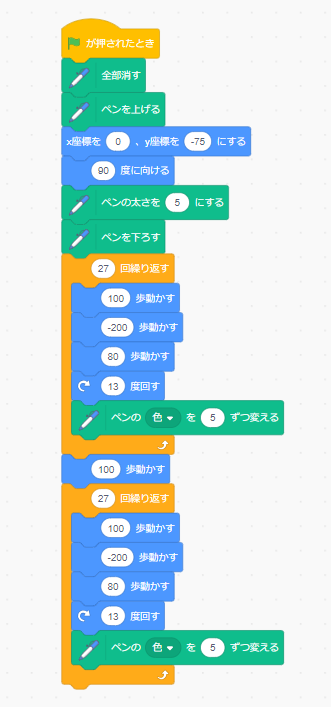 が押されたとき
全部消す
ペンを上げる
x座標を 0 、y座標を -75 にする
90 度に向ける
ペンの太さを 5 にする
ペンを下ろす
27 回繰り返す
100 歩動かす
-200 歩動かす
80 歩動かす
13 度回す
ペンの 色 を 5 ずつ変える
100 歩動かす
27 回繰り返す
100 歩動かす
-200 歩動かす
80 歩動かす
13 度回す
ペンの 色 を 5 ずつ変える